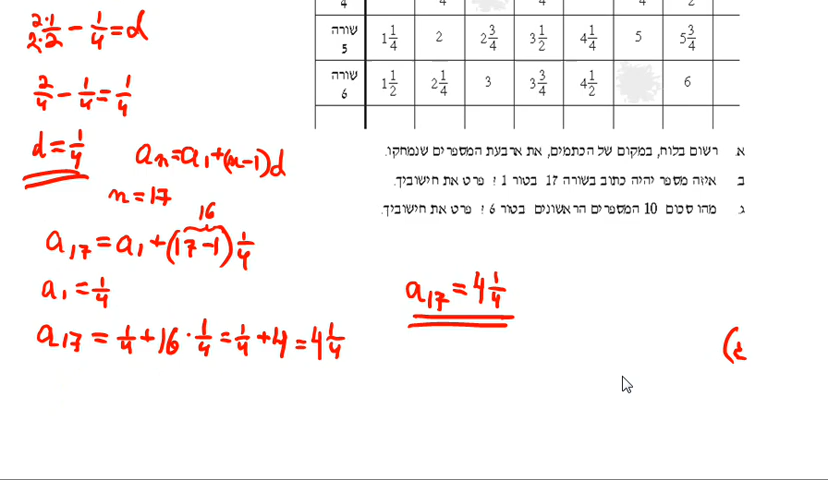 4 4 4 4 2
שורה 5 1 1/4 2 2 3/4 3 1/2 4 1/4 5 5 3/4
שורה 6 1 1/2 2 1/4 3 3 3/4 4 1/2 6
א. רשום בלוח, במקום של הכתמים, את ארבעת המספרים שנמחקו.
ב. איזה מספר יהיה כתוב בשורה 17 בטור 1 ? פרט את חישוביך.
ג. מהו סכום 10 המספרים הראשונים בטור 6 ? פרט את חישוביך.
2·1/2·2 − 1/4 = d
2/4 − 1/4 = 1/4
d = 1/4
an = a1 + (n−1)d
n = 17
16
a17 = a1 + (17−1) 1/4
a1 = 1/4
a17 = 1/4 + 16 · 1/4 = 1/4 + 4 = 4 1/4
a17 = 4 1/4